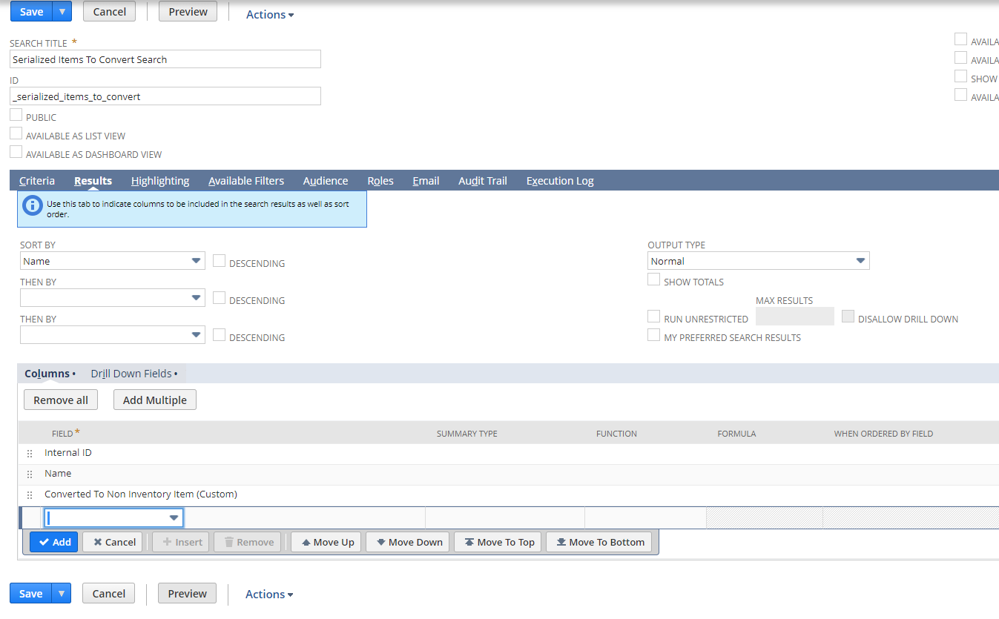 Save
Cancel
Preview
Actions
SEARCH TITLE *
Serialized Items To Convert Search
ID
_serialized_items_to_convert
PUBLIC
AVAILABLE AS LIST VIEW
AVAILABLE AS DASHBOARD VIEW
AVAILA
AVAILA
SHOW
AVAILA
Criteria Results Highlighting Available Filters Audience Roles Email Audit Trail Execution Log
Use this tab to indicate columns to be included in the search results as well as sort
order.
SORT BY
Name
DESCENDING
THEN BY
DESCENDING
THEN BY
DESCENDING
OUTPUT TYPE
Normal
SHOW TOTALS
MAX RESULTS
RUN UNRESTRICTED
DISALLOW DRILL DOWN
MY PREFERRED SEARCH RESULTS
Columns • Drill Down Fields •
Remove all
Add Multiple
FIELD * SUMMARY TYPE FUNCTION FORMULA WHEN ORDERED BY FIELD
Internal ID
Name
Converted To Non Inventory Item (Custom)
Add Cancel Insert Remove Move Up Move Down Move To Top Move To Bottom
Save
Cancel
Preview
Actions